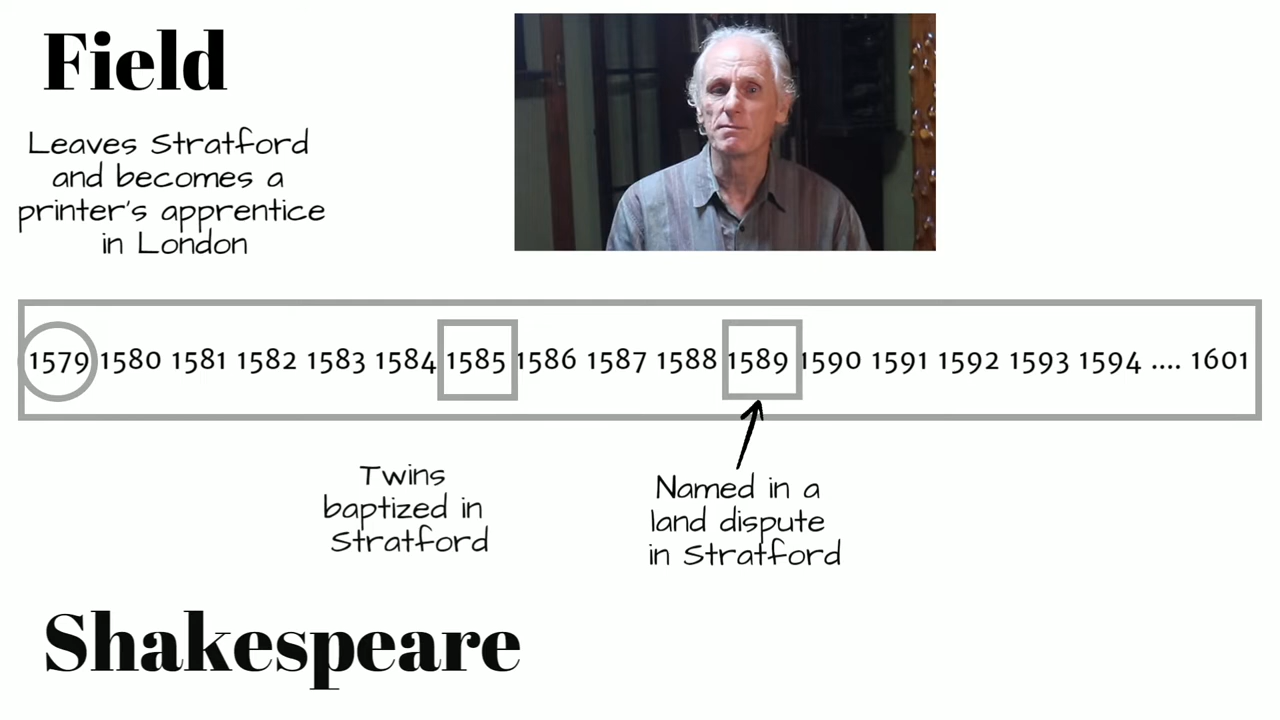 Field
Leaves Stratford
and becomes a
printer's apprentice
in London
1579 1580 1581 1582 1583 1584 1585 1586 1587 1588 1589 1590 1591 1592 1593 1594 .... 1601
Twins
baptized in
Stratford
Named in a
land dispute
in Stratford
Shakespeare